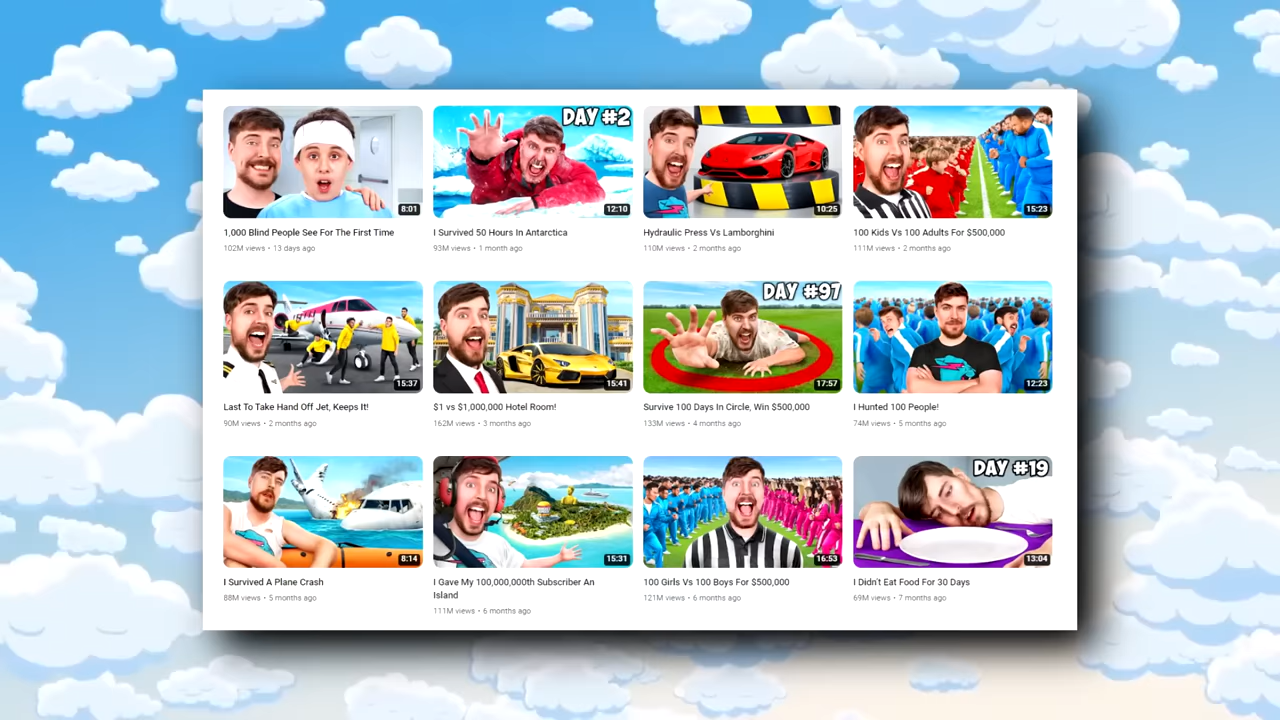 DAY #2
8:01
12:10
10:25
15:23
1,000 Blind People See For The First Time
I Survived 50 Hours In Antarctica
Hydraulic Press Vs Lamborghini
100 Kids Vs 100 Adults For $500,000
102M views • 13 days ago
93M views • 1 month ago
110M views • 2 months ago
111M views • 2 months ago
DAY #97
15:37
15:41
17:57
12:23
Last To Take Hand Off Jet, Keeps It!
$1 vs $1,000,000 Hotel Room!
Survive 100 Days In Circle, Win $500,000
I Hunted 100 People!
90M views • 2 months ago
162M views • 3 months ago
133M views • 4 months ago
74M views • 5 months ago
DAY #19
8:14
15:31
16:53
13:04
I Survived A Plane Crash
I Gave My 100,000,000th Subscriber An
Island
100 Girls Vs 100 Boys For $500,000
I Didn't Eat Food For 30 Days
88M views • 5 months ago
111M views • 6 months ago
121M views • 6 months ago
69M views • 7 months ago